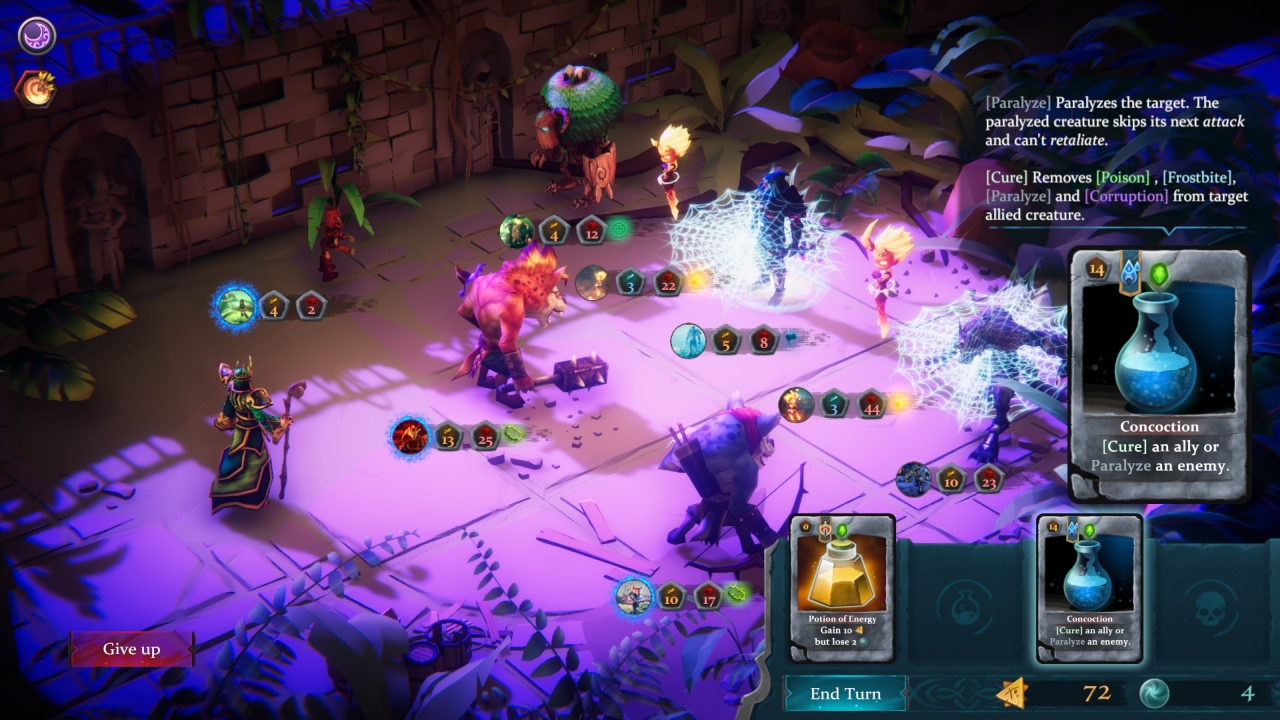 [Paralyze] Paralyzes the target. The
paralyzed creature skips its next attack
and can't retaliate.
[Cure] Removes [Poison] , [Frostbite],
[Paralyze] and [Corruption] from target
allied creature.
4 12
3 22
14
4 2
5 8
3 44
Concoction
[Cure] an ally or
Paralyze an enemy.
13 25
10 23
0
14
10 17
Potion of Energy
Gain 10
but lose 2
Concoction
[Cure] an ally or
Paralyze an enemy.
Give up
End Turn
72
4